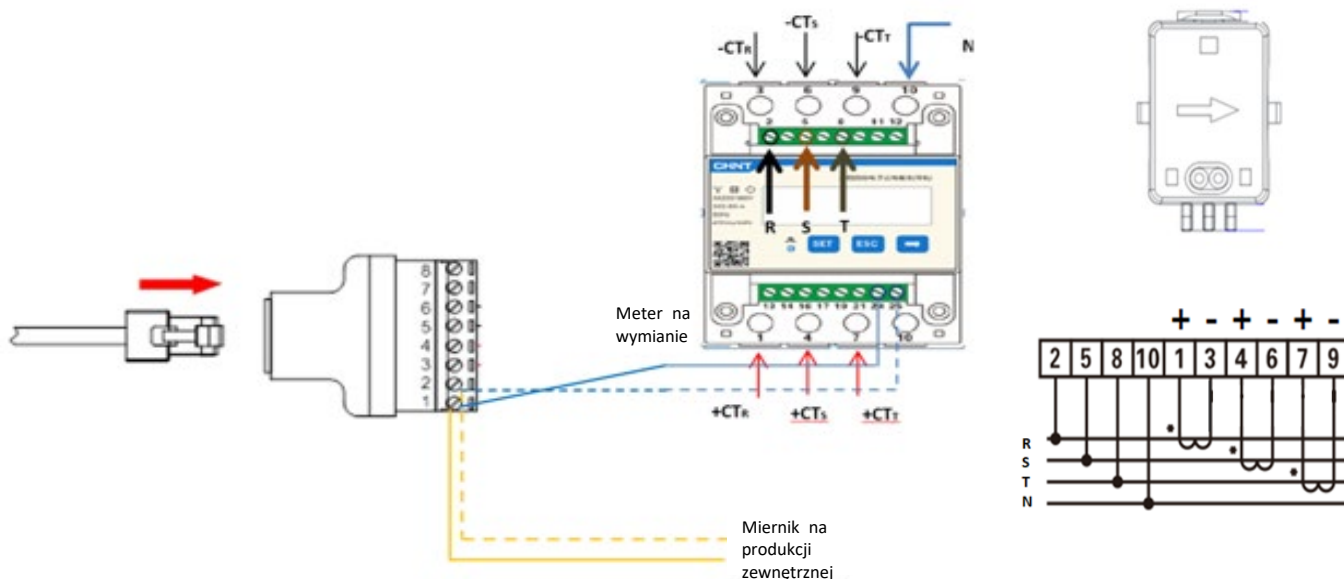 -CTR
-CTS
-CTT
N
3 6 9 10
2 5 8 11 12
CHNT
R S T
SET ESC
13 14 16 17 19 21 24 25
1 4 7 10
+CTR
+CTS
+CTT
8
7
6
5
4
3
2
1
Meter na
wymianie
Miernik na
produkcji
zewnętrznej
+ - + - + -
2 5 8 10 1 3 4 6 7 9
R
S
T
N